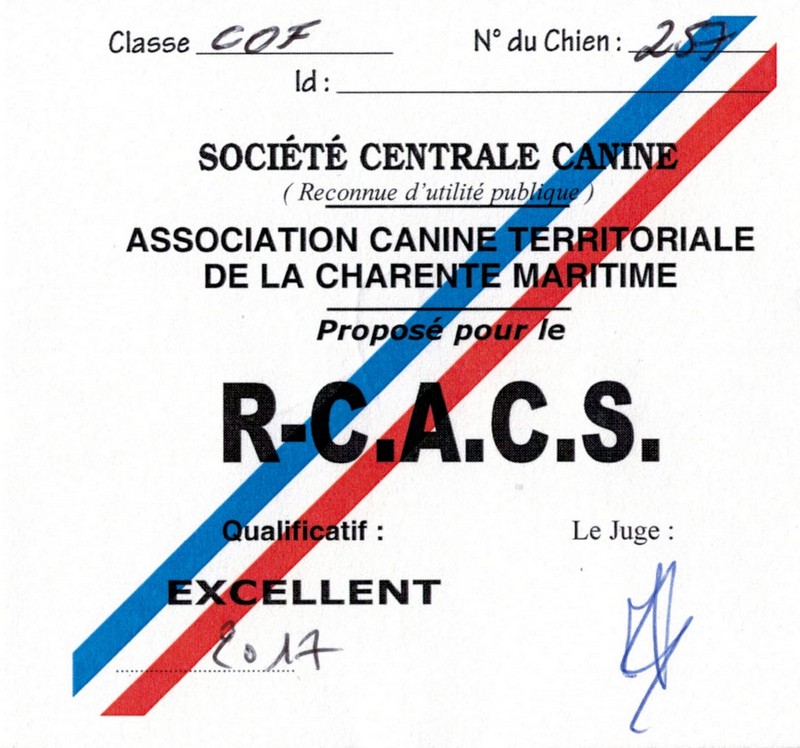 Classe COF N° du Chien : 257
Id :
SOCIÉTÉ CENTRALE CANINE
( Reconnue d'utilité publique )
ASSOCIATION CANINE TERRITORIALE
DE LA CHARENTE MARITIME
Proposé pour le
R-C.A.C.S.
Qualificatif : Le Juge :
EXCELLENT
2017